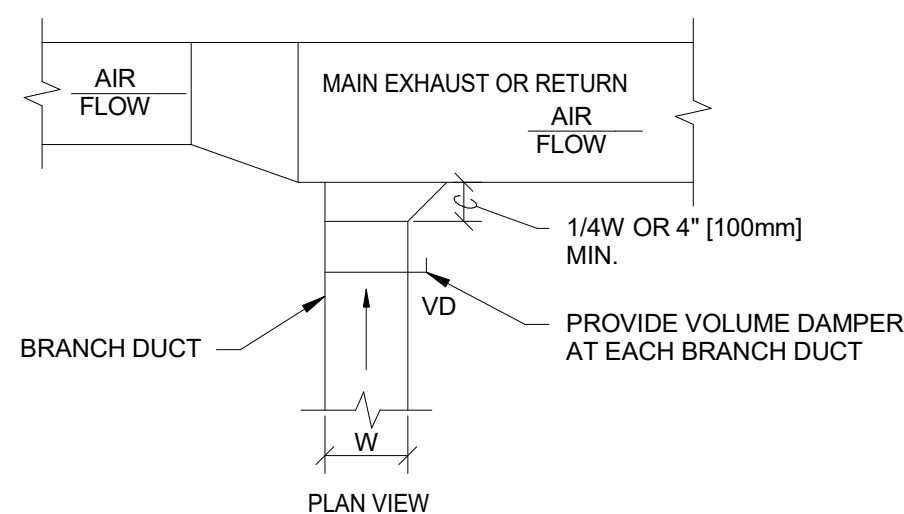 AIR
FLOW
MAIN EXHAUST OR RETURN
AIR
FLOW
1/4W OR 4" [100mm]
MIN.
VD
PROVIDE VOLUME DAMPER
AT EACH BRANCH DUCT
BRANCH DUCT
W
PLAN VIEW